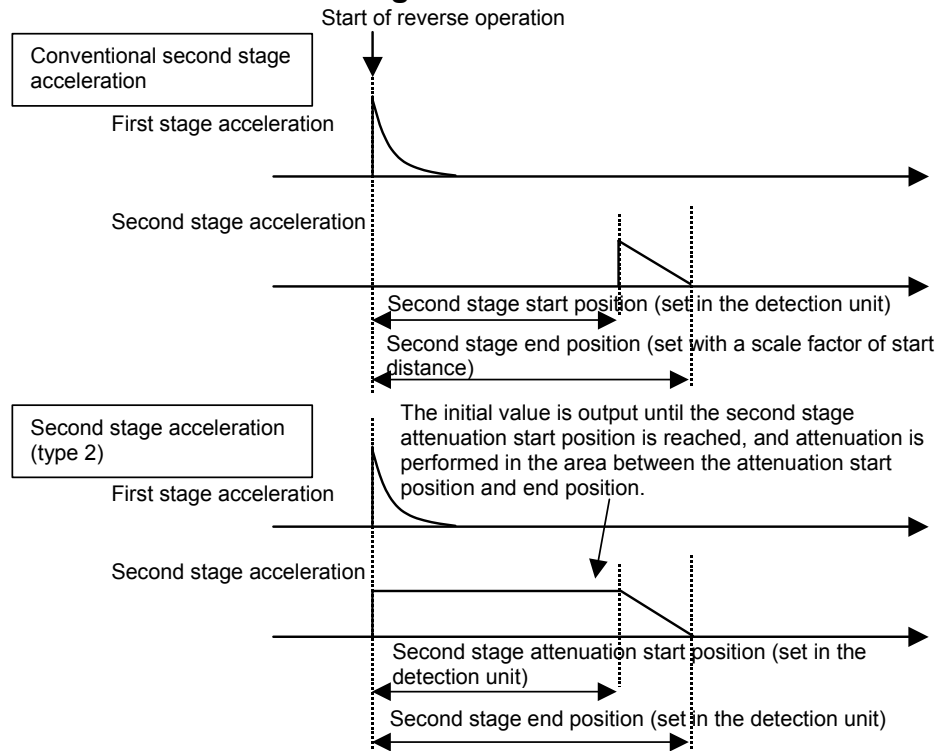 Start of reverse operation
Conventional second stage
acceleration
First stage acceleration
Second stage acceleration
Second stage start position (set in the detection unit)
Second stage end position (set with a scale factor of start
distance)
Second stage acceleration
(type 2)
The initial value is output until the second stage
attenuation start position is reached, and attenuation is
performed in the area between the attenuation start
position and end position.
First stage acceleration
Second stage acceleration
Second stage attenuation start position (set in the
detection unit)
Second stage end position (set in the detection unit)